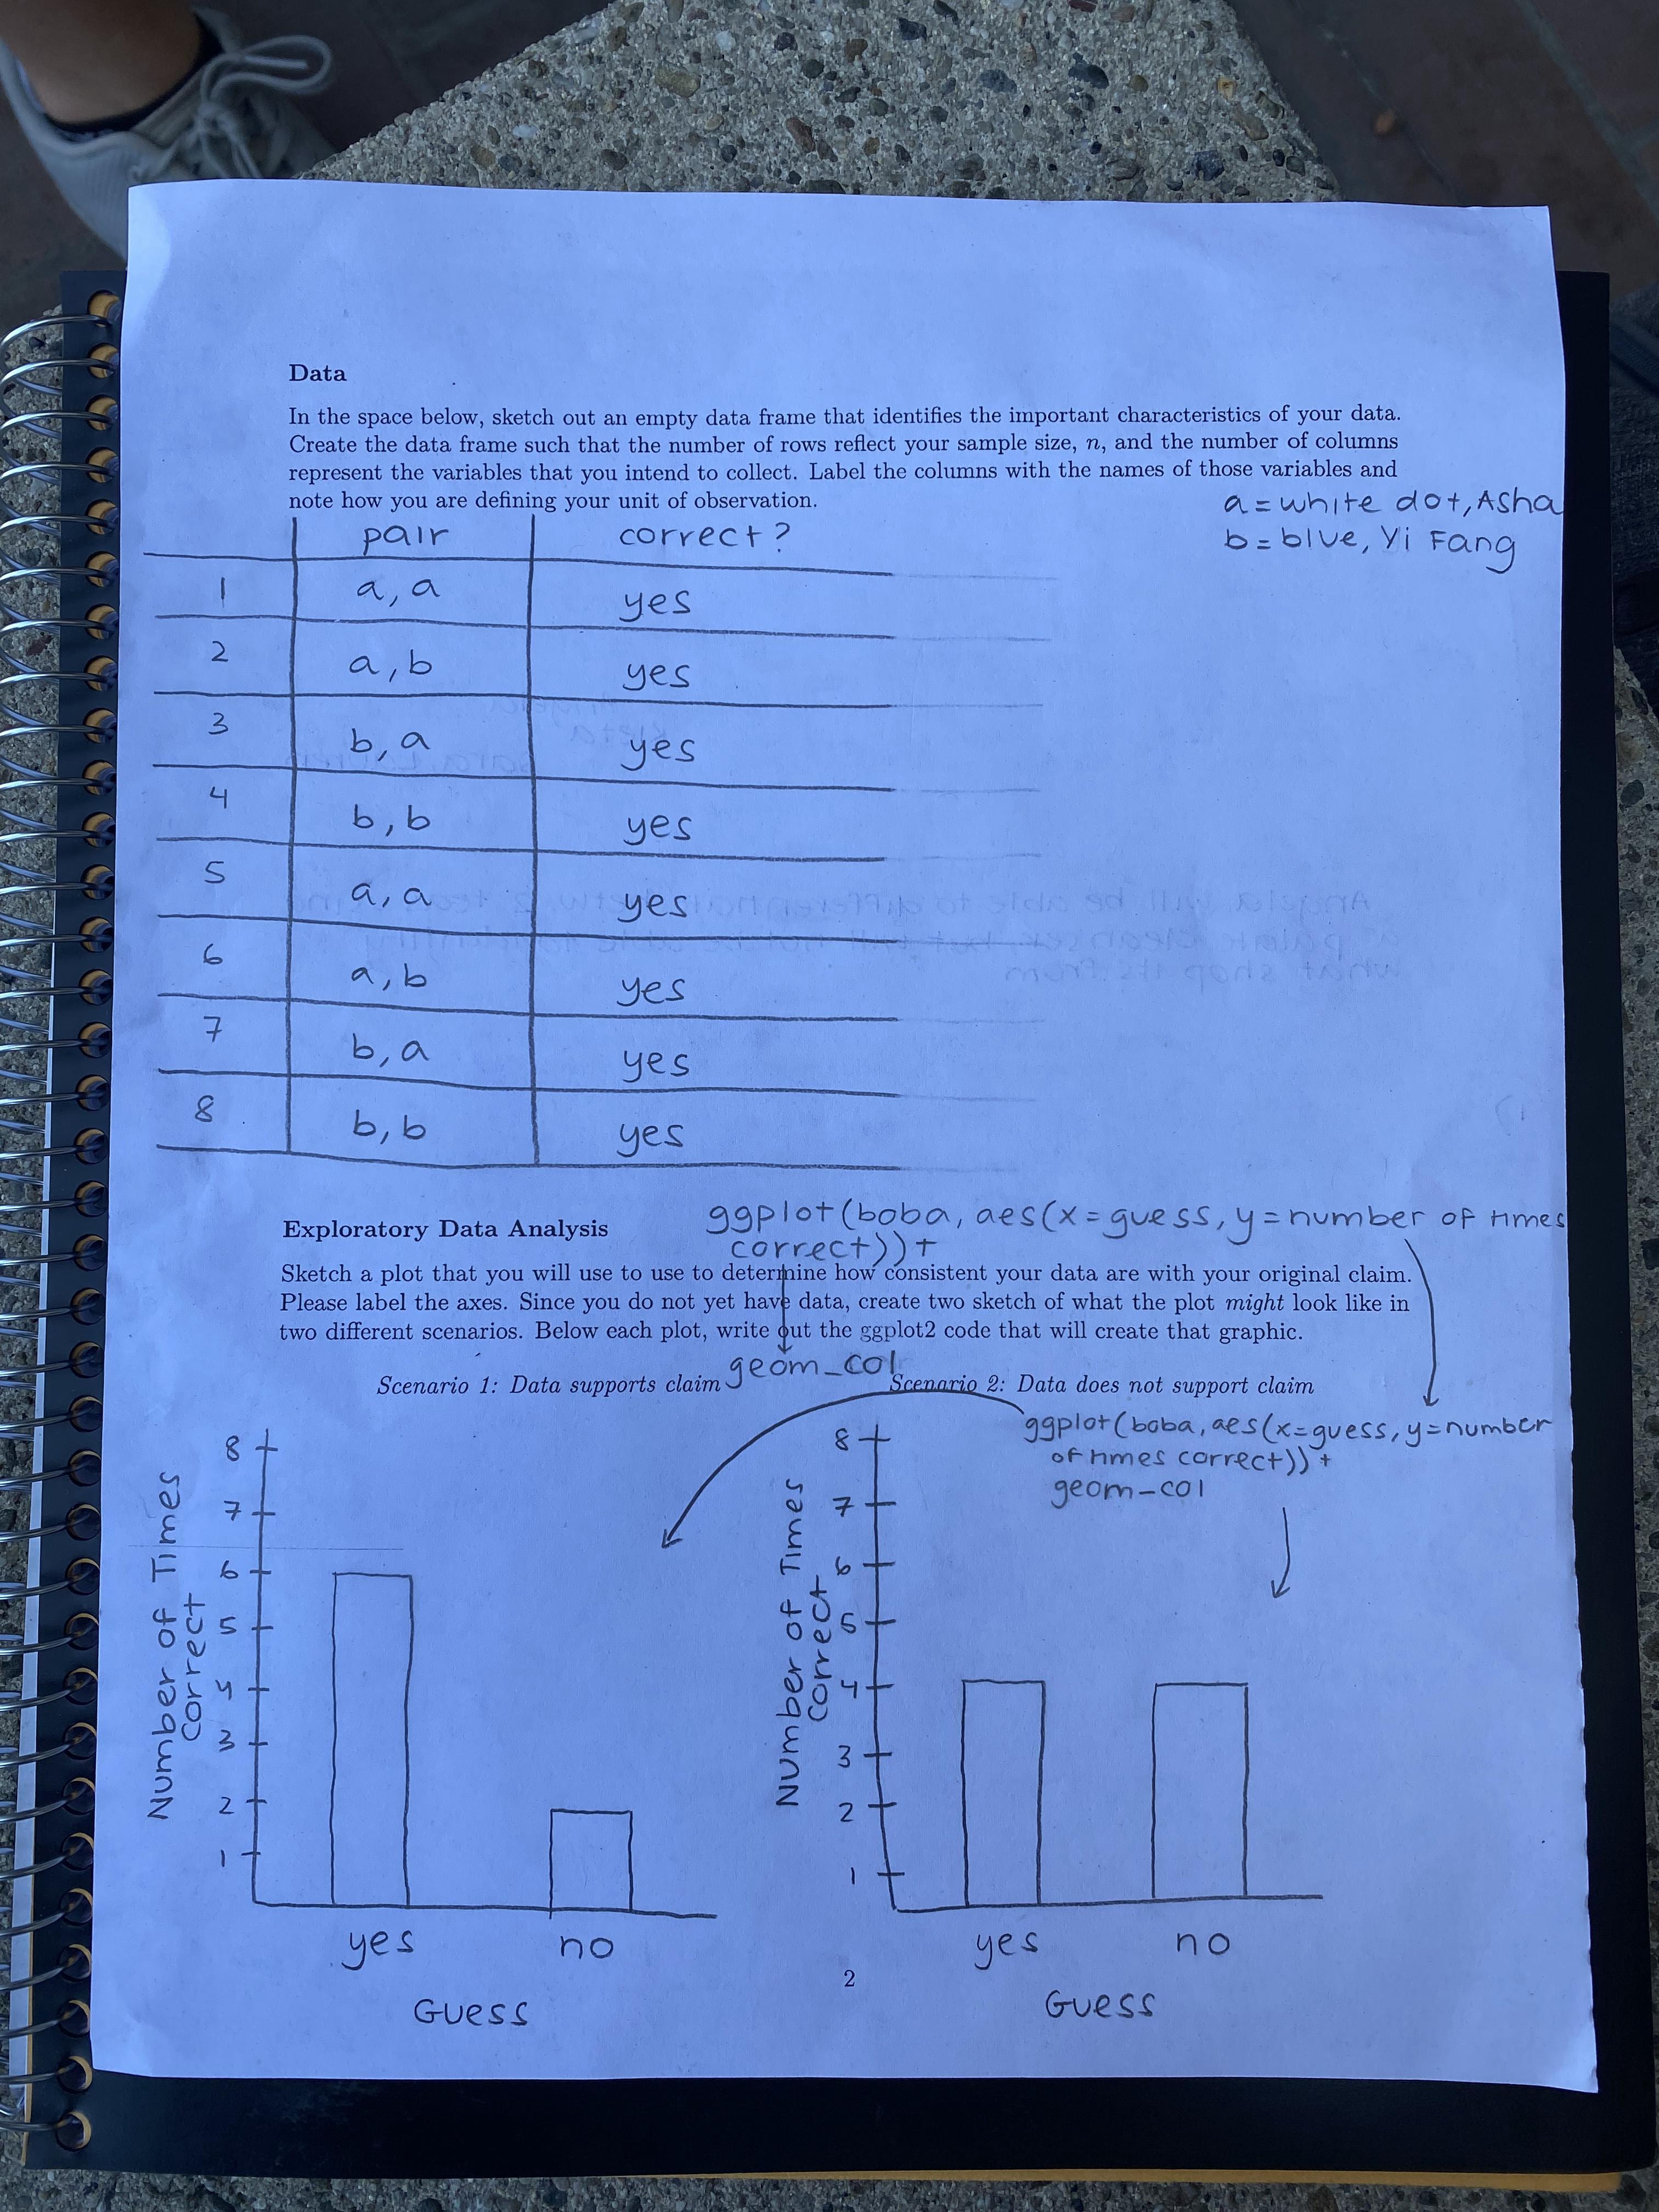 Data
In the space below, sketch out an empty data frame that identifies the important characteristics of your data.
Create the data frame such that the number of rows reflect your sample size, n, and the number of columns
represent the variables that you intend to collect. Label the columns with the names of those variables and
note how you are defining your unit of observation.
a = white dot, Asha
b = blue, Yi Fang
pair correct?
1 a, a yes
2 a, b yes
3 b, a yes
4 b, b yes
5 a, a yes
6 a, b yes
7 b, a yes
8 b, b yes
Exploratory Data Analysis
ggplot(boba, aes(x = guess, y = number of times
correct)) +
Sketch a plot that you will use to use to determine how consistent your data are with your original claim.
Please label the axes. Since you do not yet have data, create two sketch of what the plot might look like in
two different scenarios. Below each plot, write out the ggplot2 code that will create that graphic.
geom_col
Scenario 1: Data supports claim
Scenario 2: Data does not support claim
ggplot(boba, aes(x=guess, y=number
of times correct)) +
geom-col
Number of Times
Correct
8
7
6
5
3
2
1
yes no
Guess
Number of Times
Correct
8
7
6
5
4
3
2
1
yes no
Guess
2